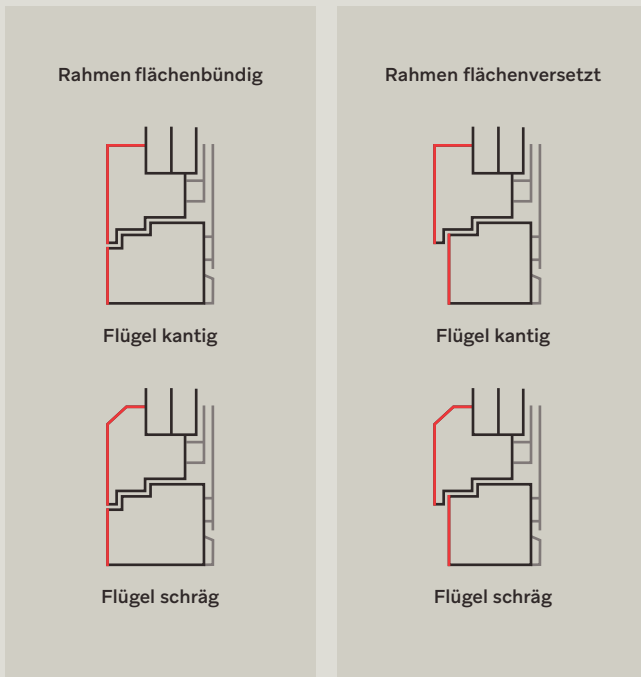 Rahmen flächenbündig
Flügel kantig
Flügel schräg
Rahmen flächenversetzt
Flügel kantig
Flügel schräg